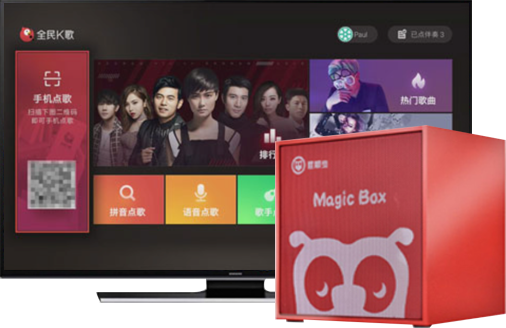 全民K歌
Paul
已点伴奏 3
手机点歌
扫描下面二维码
即可手机点歌
热门歌曲
排行
拼音点歌
语音点歌
歌手点
Magic Box